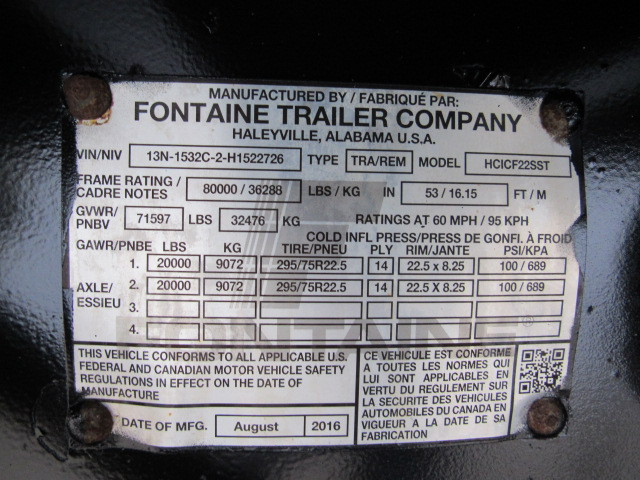 MANUFACTURED BY / FABRIQUÉ PAR:
FONTAINE TRAILER COMPANY
HALEYVILLE, ALABAMA U.S.A.
VIN/NIV 13N-1532C-2-H1522726 TYPE TRA/REM MODEL HCICF22SST
FRAME RATING / CADRE NOTES 80000 / 36288 LBS / KG IN 53 / 16.15 FT / M
GVWR/ PNBV 71597 LBS 32476 KG RATINGS AT 60 MPH / 95 KPH
COLD INFL PRESS/PRESS DE GONFI. À FROID
GAWR/PNBE LBS KG TIRE/PNEU PLY RIM/JANTE PSI/KPA
1. 20000 9072 295/75R22.5 14 22.5 x 8.25 100 / 689
AXLE/ ESSIEU 2. 20000 9072 295/75R22.5 14 22.5 x 8.25 100 / 689
3.
4.
FONTAINE
THIS VEHICLE CONFORMS TO ALL APPLICABLE U.S.
FEDERAL AND CANADIAN MOTOR VEHICLE SAFETY
REGULATIONS IN EFFECT ON THE DATE OF
MANUFACTURE
DATE OF MFG. August 2016
CE VEHICULE EST CONFORME
A TOUTES LES NORMES QUI
LUI SONT APPLICABLES EN
VERTU DU REGULEMENT SUR
LA SECURITE DES VEHICULES
AUTOMOBILES DU CANADA EN
VIGUEUR A LA DATE DE SA
FABRICATION